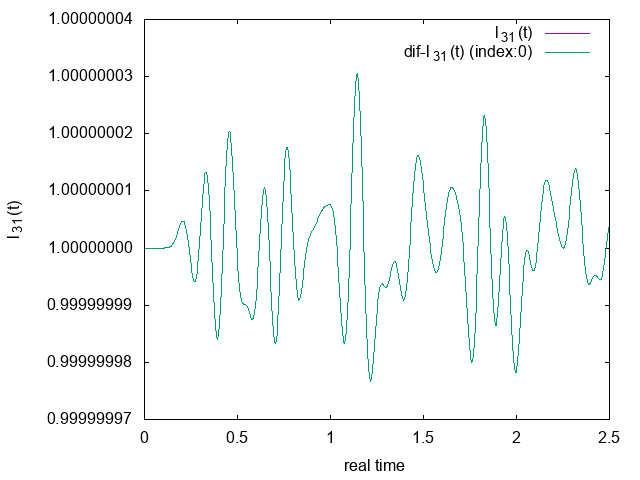 1.00000004
1.00000003
1.00000002
1.00000001
1.00000000
0.99999999
0.99999998
0.99999997
0 0.5 1 1.5 2 2.5
real time
I31(t)
I31(t)
dif-I31(t) (index:0)